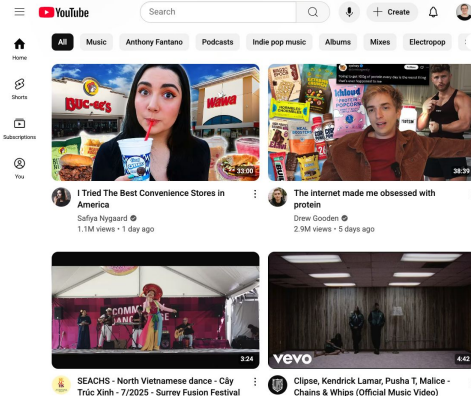 YouTube
Search
Create
All
Music
Anthony Fantano
Podcasts
Indie pop music
Albums
Mixes
Electropop
Home
Shorts
Subscriptions
You
BUC-EE'S
Wawa
33:00
khloud
PROTEIN POPCORN
38:39
I Tried The Best Convenience Stores in
America
Safiya Nygaard
1.1M views • 1 day ago
The internet made me obsessed with
protein
Drew Gooden
2.9M views • 5 days ago
3:24
vevo
4:42
SEACHS - North Vietnamese dance - Cây
Trúc Xinh - 7/2025 - Surrey Fusion Festival
Clipse, Kendrick Lamar, Pusha T, Malice -
Chains & Whips (Official Music Video)